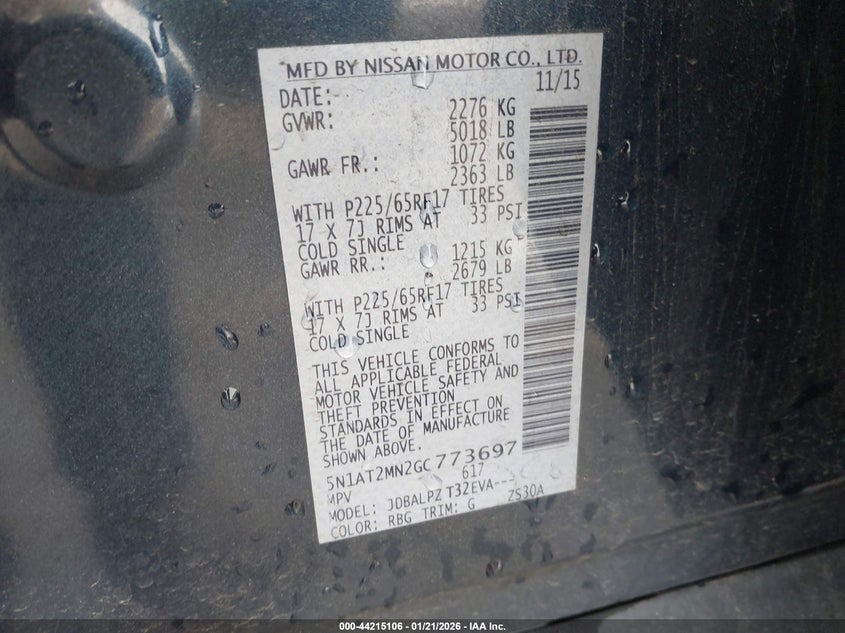 MFD BY NISSAN MOTOR CO., LTD.
DATE: 11/15
GVWR: 2276 KG
5018 LB
GAWR FR.: 1072 KG
2363 LB
WITH P225/65RF17 TIRES
17 X 7J RIMS AT 33 PSI
COLD SINGLE
GAWR RR.: 1215 KG
2679 LB
WITH P225/65RF17 TIRES
17 X 7J RIMS AT 33 PSI
COLD SINGLE
THIS VEHICLE CONFORMS TO
ALL APPLICABLE FEDERAL
MOTOR VEHICLE SAFETY AND
THEFT PREVENTION
STANDARDS IN EFFECT ON
THE DATE OF MANUFACTURE
SHOWN ABOVE.
5N1AT2MN2GC773697
MPV 617
MODEL: JDBALPZ T32EVA---
COLOR: RBG TRIM: G ZS30A
000-44215106 - 01/21/2026 - IAA Inc.